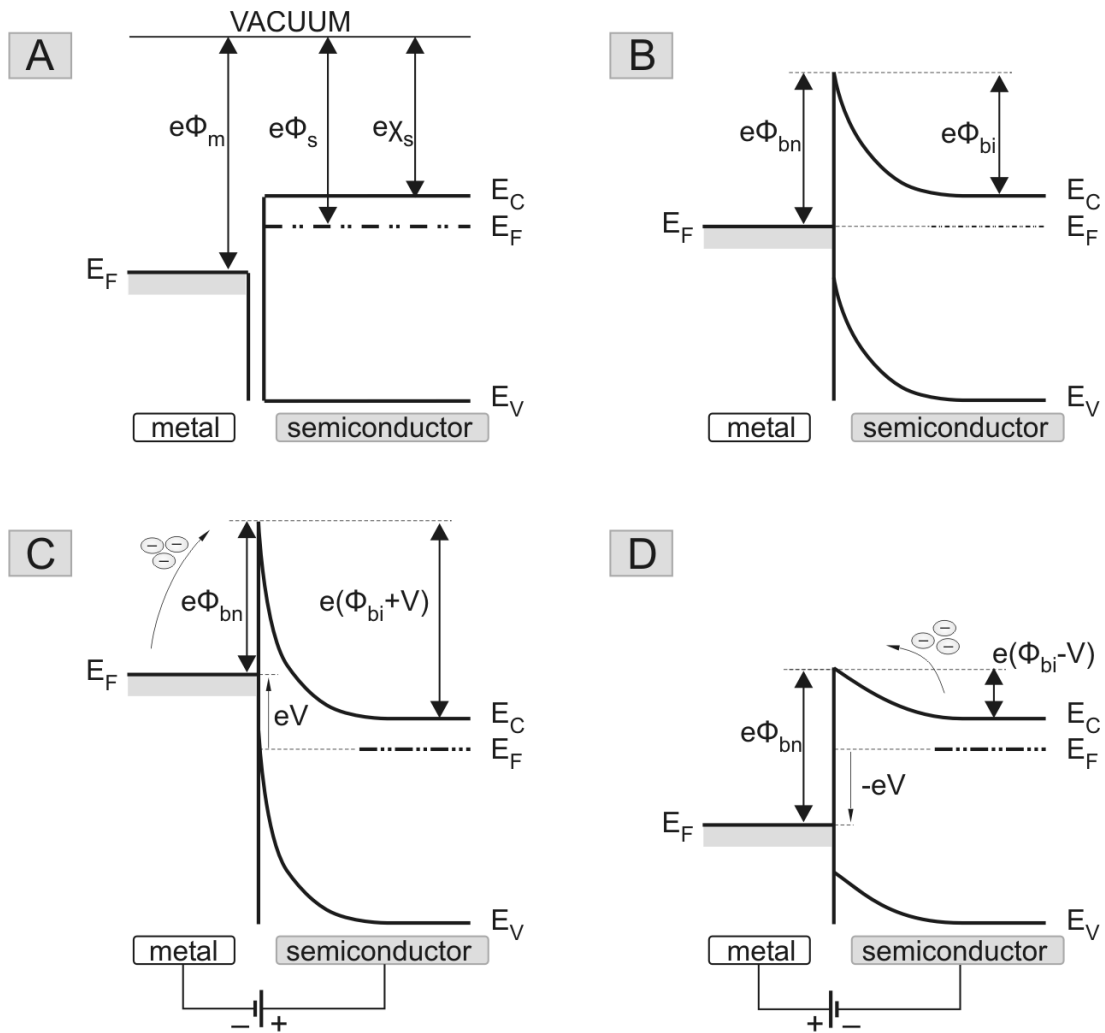 VACUUM
A
eΦm
eΦs
eχs
EC
EF
EF
EV
metal
semiconductor
B
eΦbn
eΦbi
EC
EF
EF
EV
metal
semiconductor
C
− − −
eΦbn
e(Φbi+V)
EF
eV
EC
EF
EV
metal
semiconductor
− +
D
− − −
e(Φbi-V)
eΦbn
EC
EF
-eV
EF
EV
metal
semiconductor
+ −